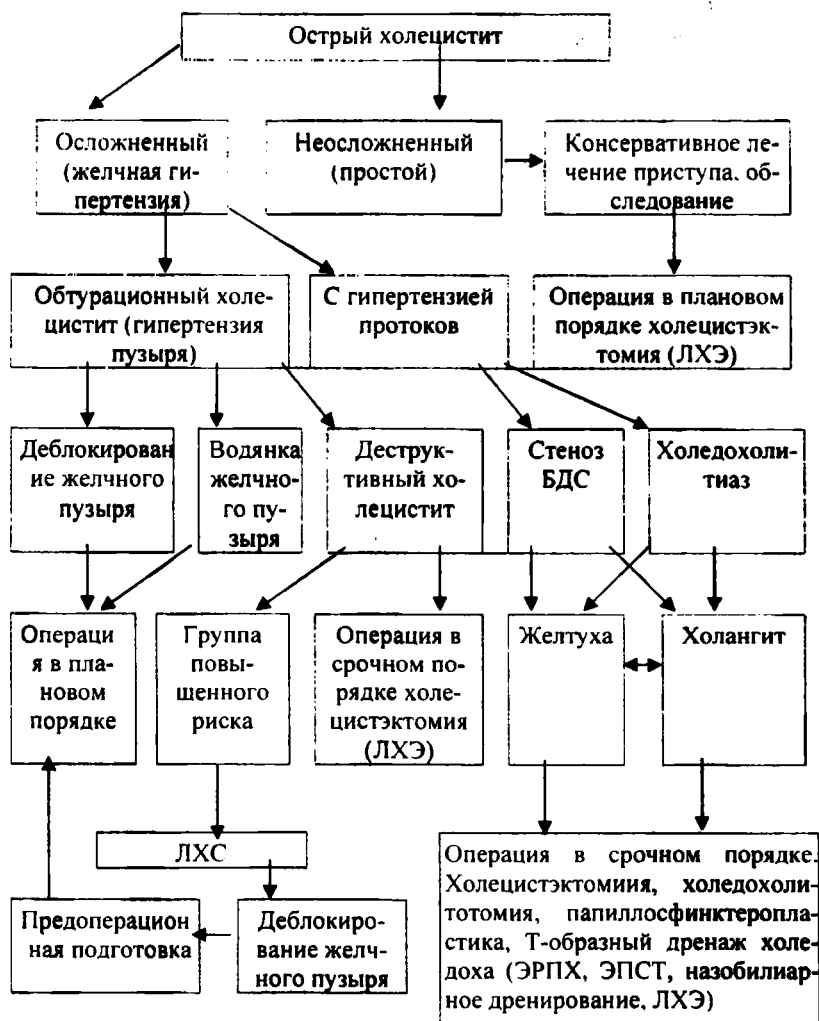 Острый холецистит
Осложненный
(желчная ги-
пертензия)
Неосложненный
(простой)
Консервативное ле-
чение приступа, об-
следование
Обтурационный холе-
цистит (гипертензия
пузыря)
С гипертензией
протоков
Операция в плановом
порядке холецистэк-
томия (ЛХЭ)
Деблокирован
ие желчного
пузыря
Водянка
желчно-
го пу-
зыря
Деструк-
тивный хо-
лецистит
Стеноз
БДС
Холедохоли-
тиаз
Операци
я в пла-
новом
порядке
Группа
повы-
шенного
риска
Операция в
срочном по-
рядке холе-
цистэктомия
(ЛХЭ)
Желтуха
Холангит
ЛХС
Предоперацион
ная подготовка
Деблокиро-
вание желч-
ного пузыря
Операция в срочном порядке.
Холецистэктомиия, холедохоли-
тотомия, папиллосфинктеропла-
стика, Т-образный дренаж холе-
доха (ЭРПХ, ЭПСТ, назобилиар-
ное дренирование, ЛХЭ)